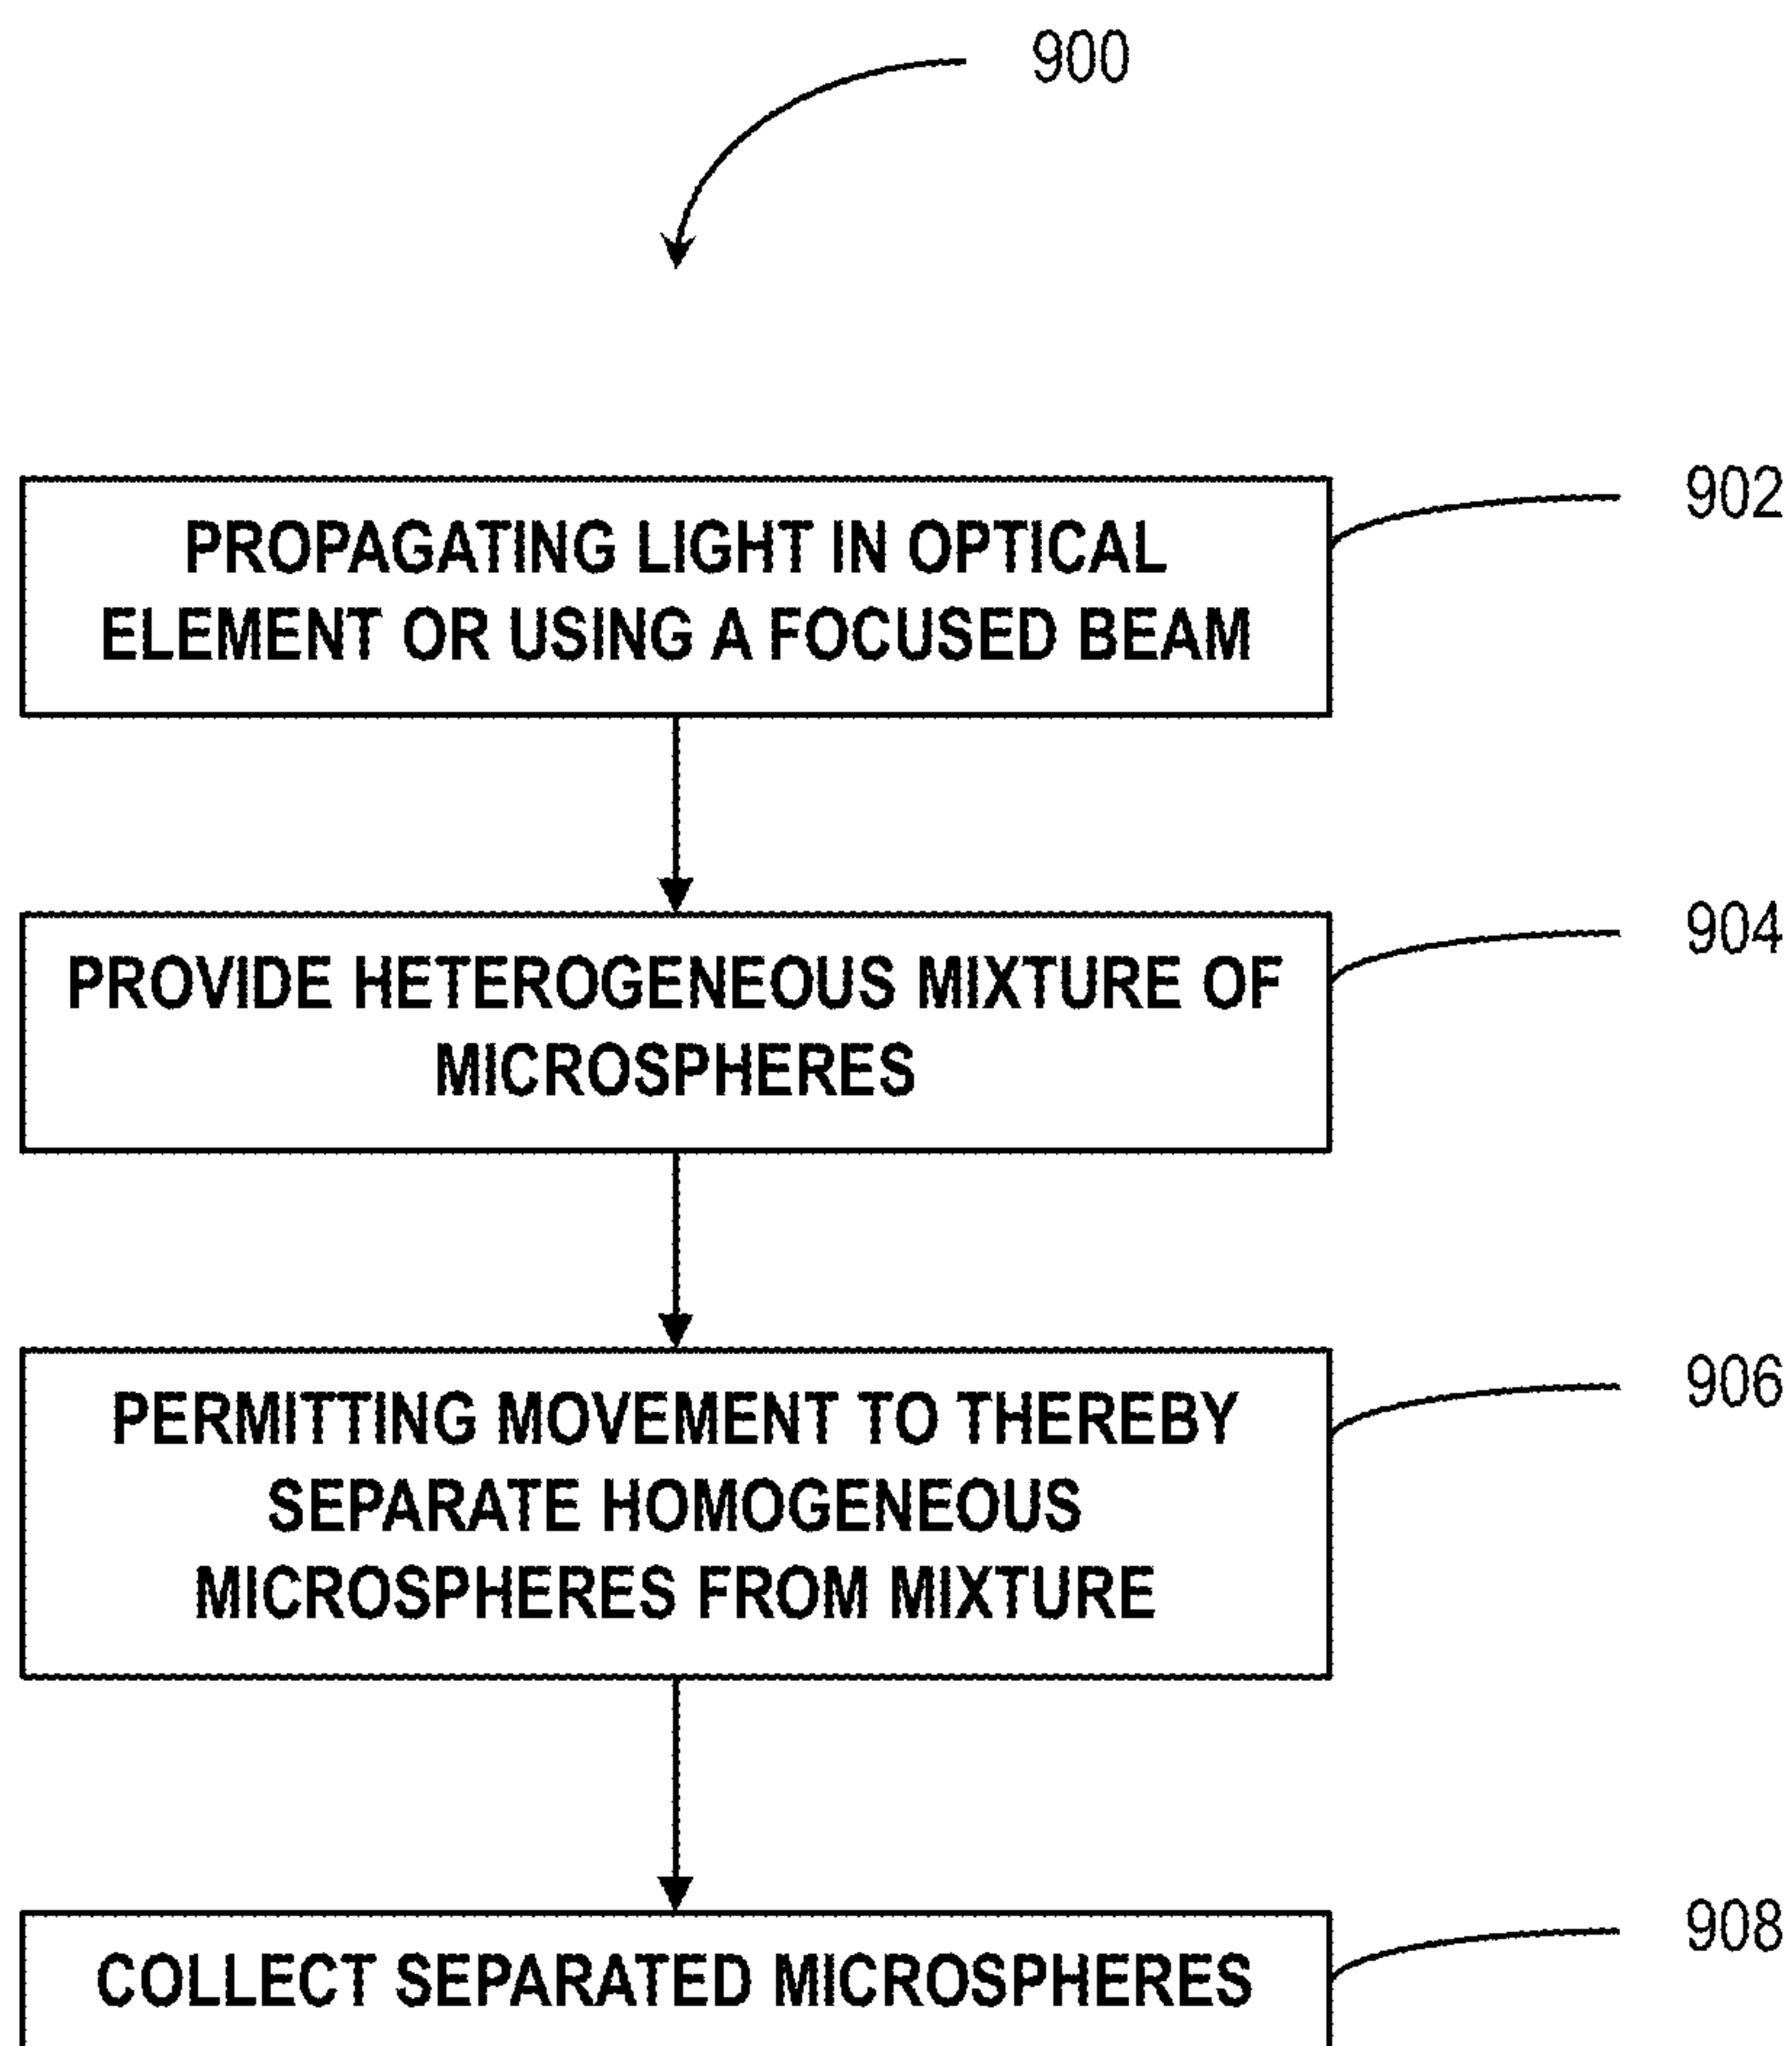 900
PROPAGATING LIGHT IN OPTICAL
ELEMENT OR USING A FOCUSED BEAM
902
PROVIDE HETEROGENEOUS MIXTURE OF
MICROSPHERES
904
PERMITTING MOVEMENT TO THEREBY
SEPARATE HOMOGENEOUS
MICROSPHERES FROM MIXTURE
906
COLLECT SEPARATED MICROSPHERES
908